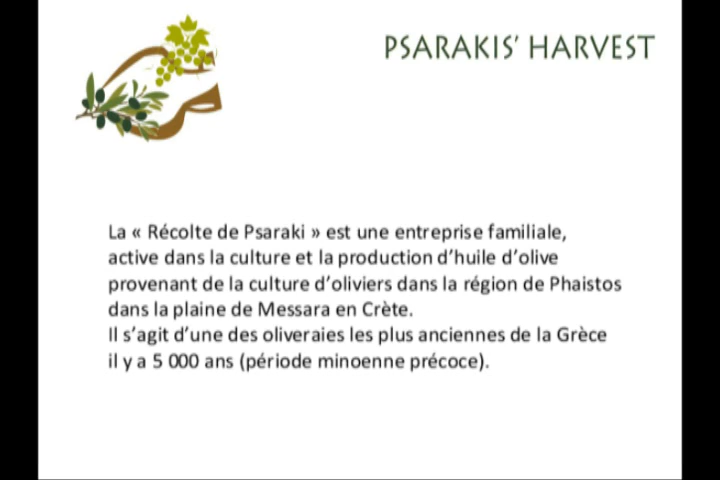 PSARAKIS’ HARVEST
La « Récolte de Psaraki » est une entreprise familiale,
active dans la culture et la production d’huile d’olive
provenant de la culture d’oliviers dans la région de Phaistos
dans la plaine de Messara en Crète.
Il s’agit d’une des oliveraies les plus anciennes de la Grèce
il y a 5 000 ans (période minoenne précoce).